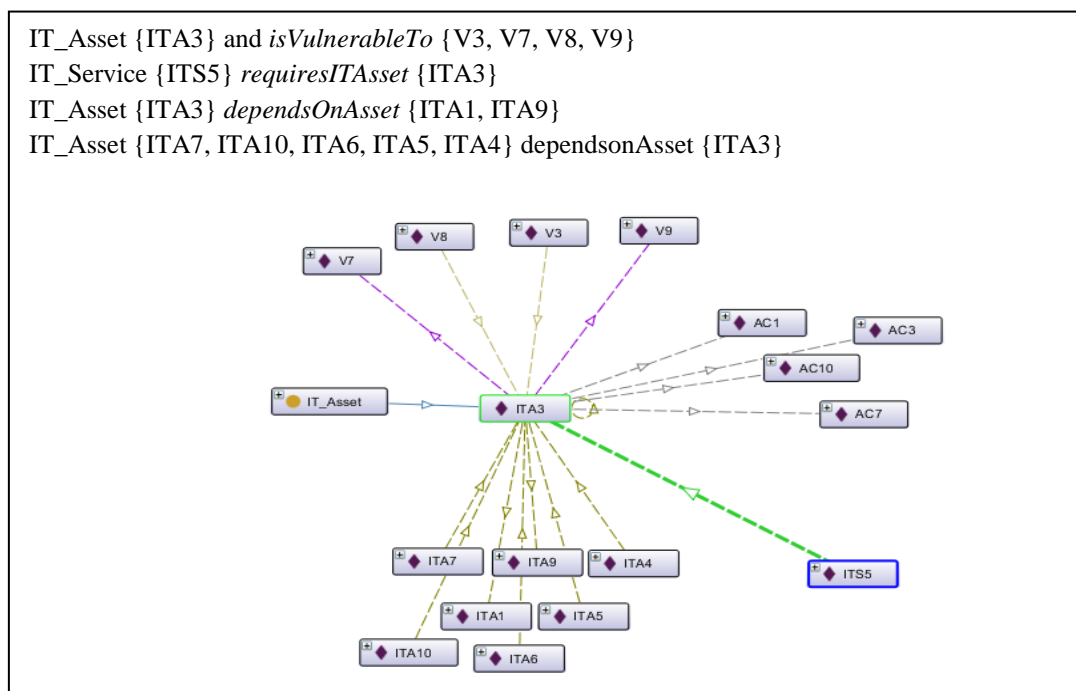 IT_Asset {ITA3} and isVulnerableTo {V3, V7, V8, V9}
IT_Service {ITS5} requiresITAsset {ITA3}
IT_Asset {ITA3} dependsOnAsset {ITA1, ITA9}
IT_Asset {ITA7, ITA10, ITA6, ITA5, ITA4} dependsonAsset {ITA3}
V8
V3
V9
V7
AC1
AC3
AC10
IT_Asset
ITA3
AC7
ITA7
ITA9
ITA4
ITS5
ITA1
ITA5
ITA10
ITA6